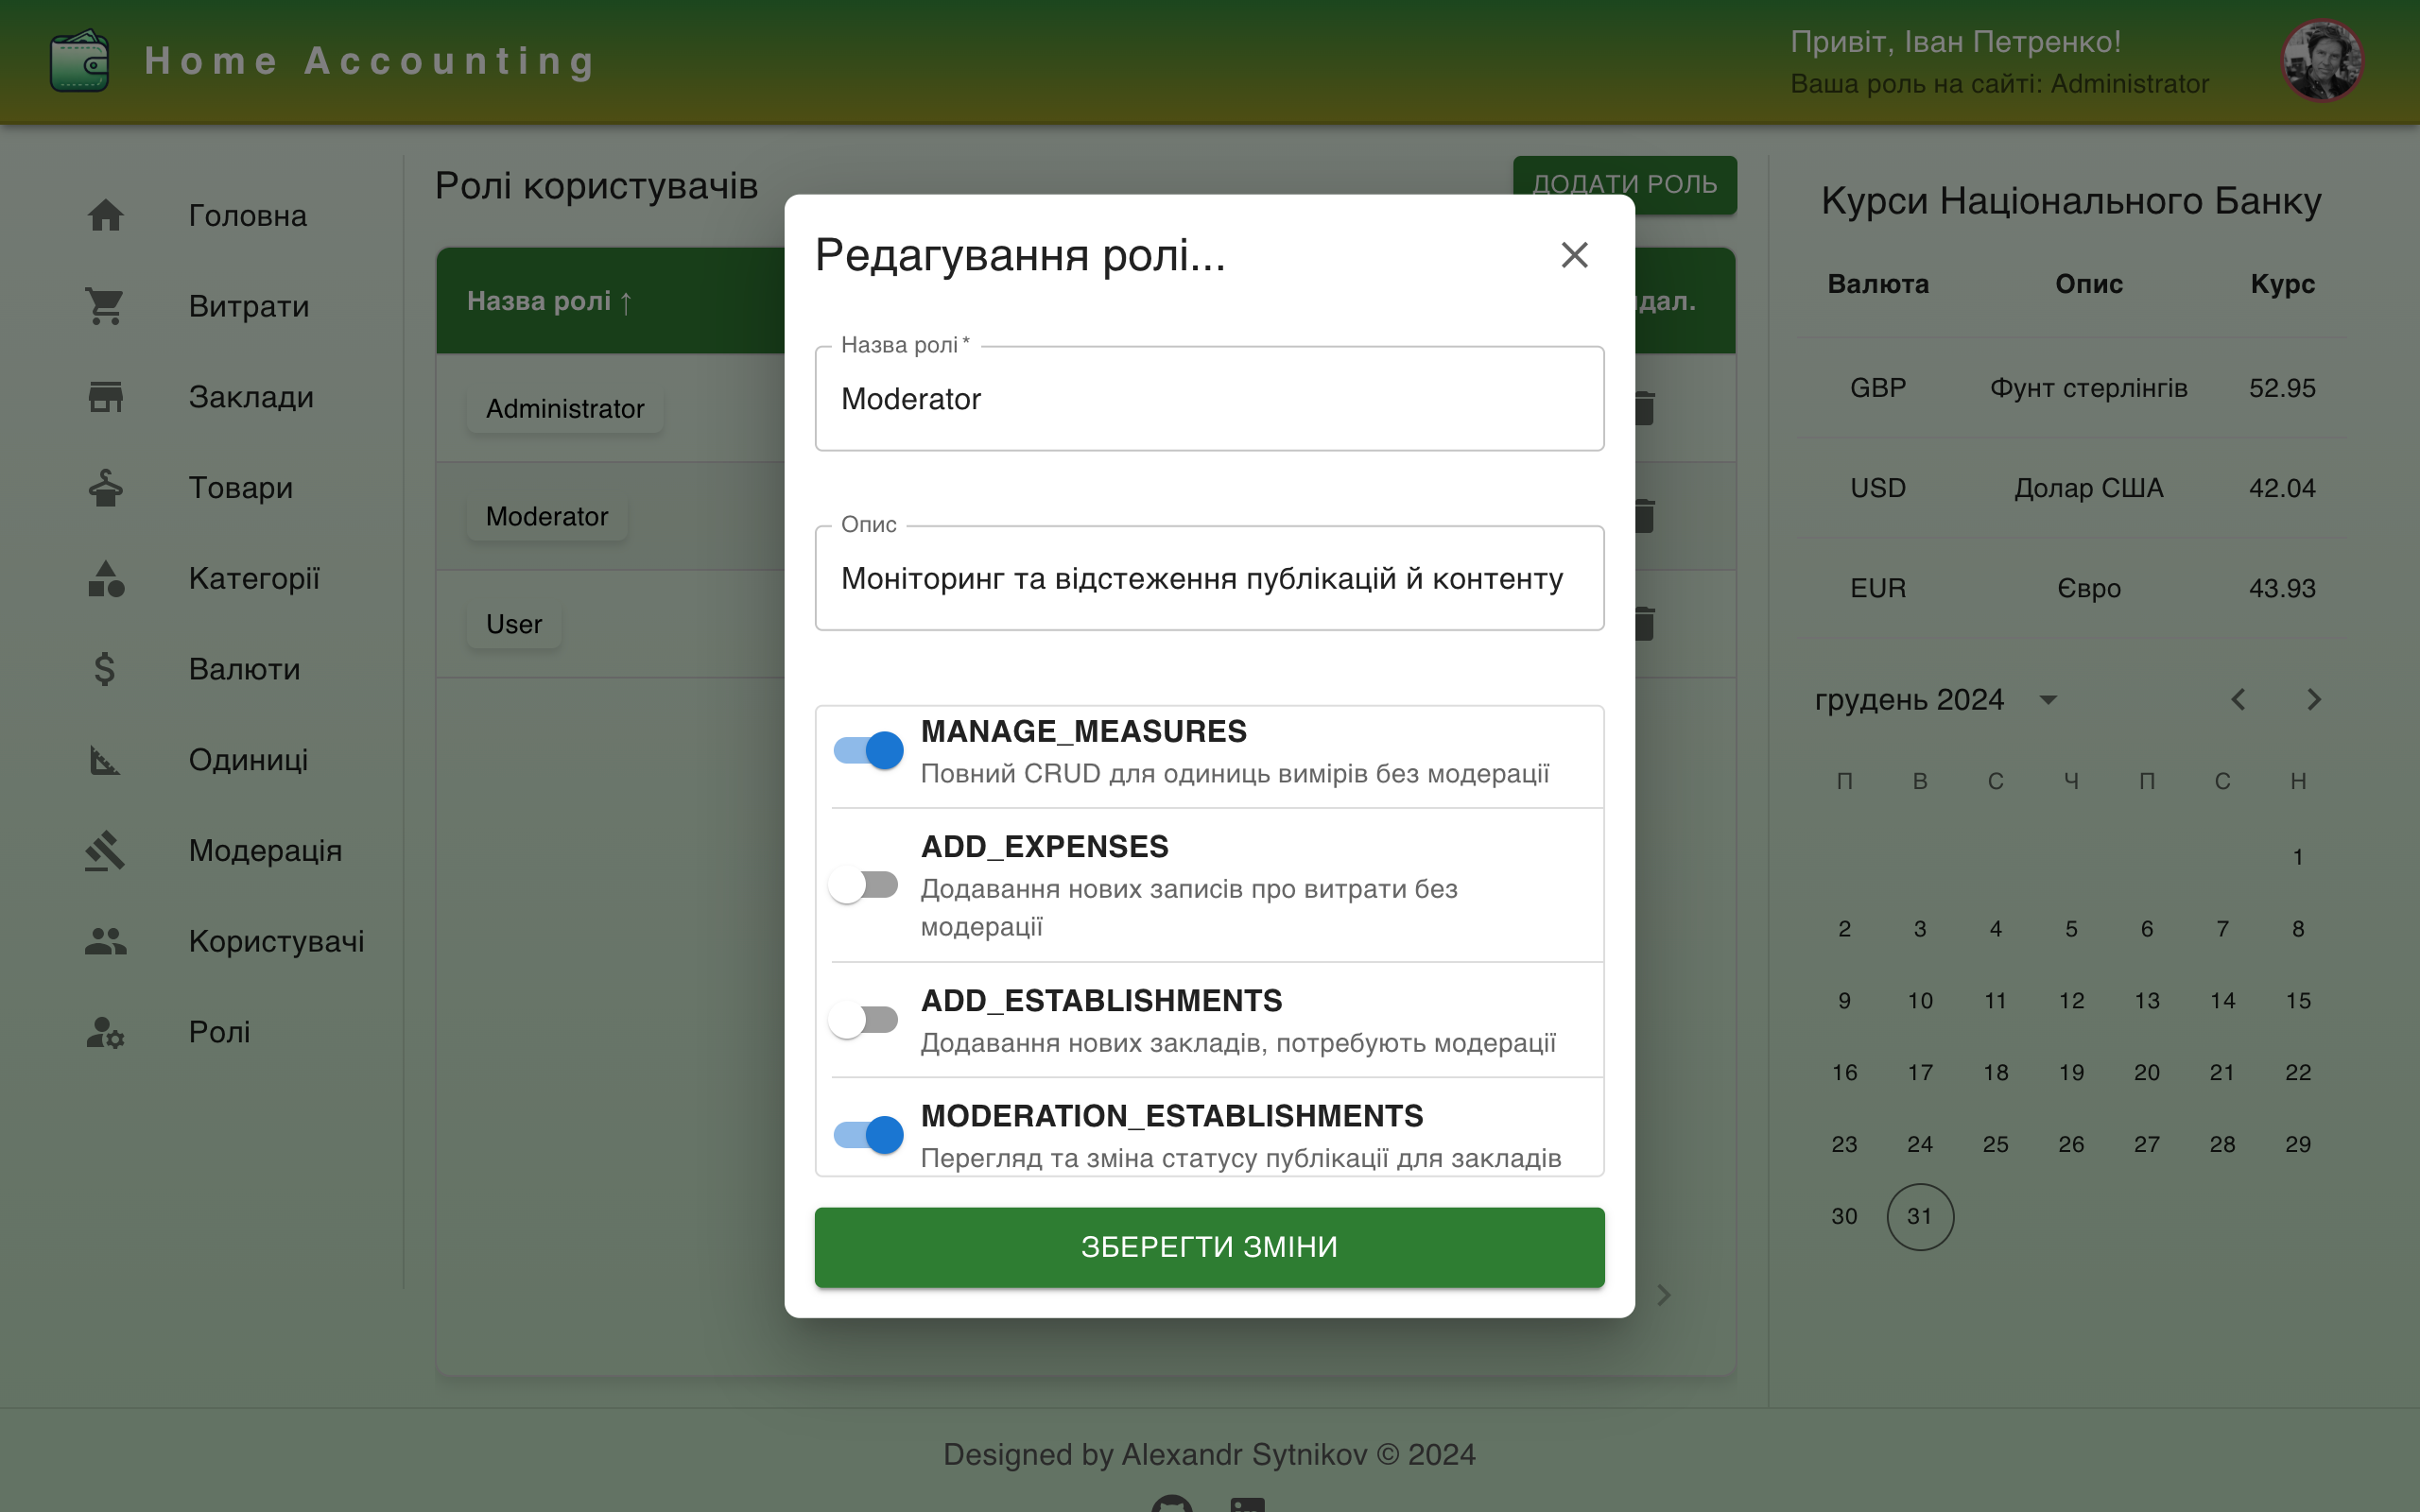 Home Accounting
Привіт, Іван Петренко!
Ваша роль на сайті: Administrator
Головна
Витрати
Заклади
Товари
Категорії
Валюти
Одиниці
Модерація
Користувачі
Ролі
Ролі користувачів
ДОДАТИ РОЛЬ
Назва ролі ↑
Administrator
Moderator
User
Редагування ролі...
Назва ролі *
Moderator
Опис
Моніторинг та відстеження публікацій й контенту
MANAGE_MEASURES
Повний CRUD для одиниць вимірів без модерації
ADD_EXPENSES
Додавання нових записів про витрати без
модерації
ADD_ESTABLISHMENTS
Додавання нових закладів, потребують модерації
MODERATION_ESTABLISHMENTS
Перегляд та зміна статусу публікації для закладів
ЗБЕРЕГТИ ЗМІНИ
Курси Національного Банку
Валюта Опис Курс
GBP Фунт стерлінгів 52.95
USD Долар США 42.04
EUR Євро 43.93
грудень 2024
П В С Ч П С Н
1
2 3 4 5 6 7 8
9 10 11 12 13 14 15
16 17 18 19 20 21 22
23 24 25 26 27 28 29
30 31
Designed by Alexandr Sytnikov © 2024